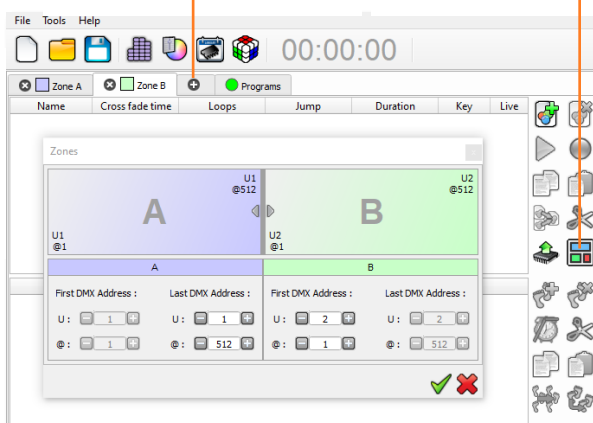 File Tools Help
00:00:00
Zone A Zone B Programs
Name Cross fade time Loops Jump Duration Key Live
Zones
U1
@512
A
U1
@1
U2
@512
B
U2
@1
A B
First DMX Address : Last DMX Address : First DMX Address : Last DMX Address :
U : 1 U : 1 U : 2 U : 2
@ : 1 @ : 512 @ : 1 @ : 512